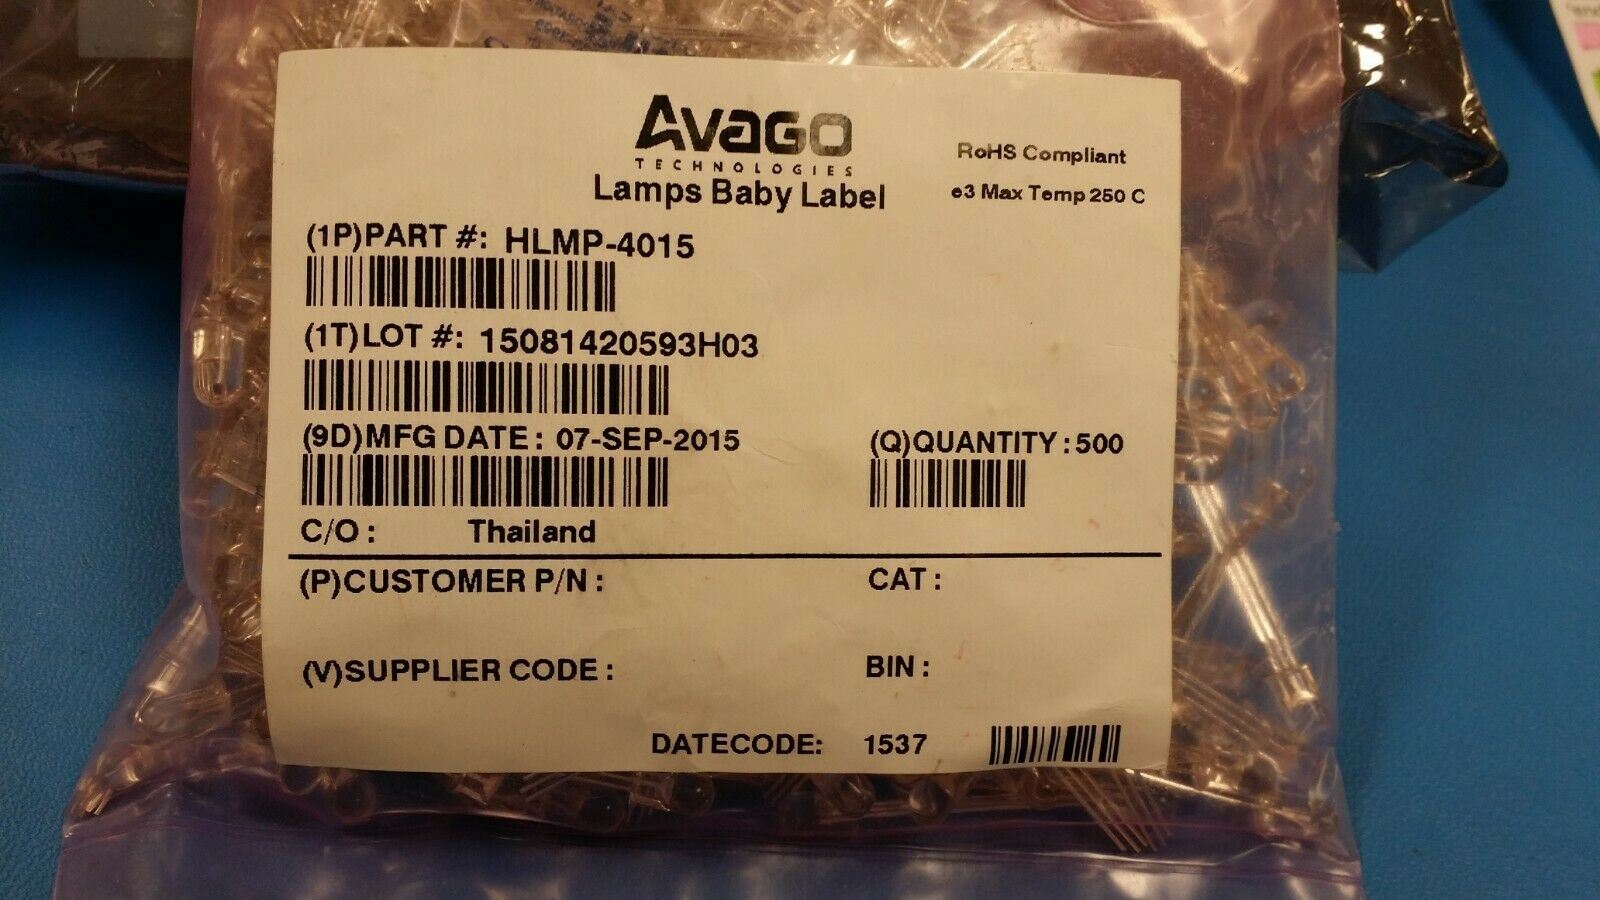 Avago
TECHNOLOGIES
Lamps Baby Label
RoHS Compliant
e3 Max Temp 250 C
(1P)PART #: HLMP-4015
(1T)LOT #: 15081420593H03
(9D)MFG DATE: 07-SEP-2015
(Q)QUANTITY : 500
C/O : Thailand
(P)CUSTOMER P/N :
CAT :
(V)SUPPLIER CODE :
BIN :
DATECODE: 1537